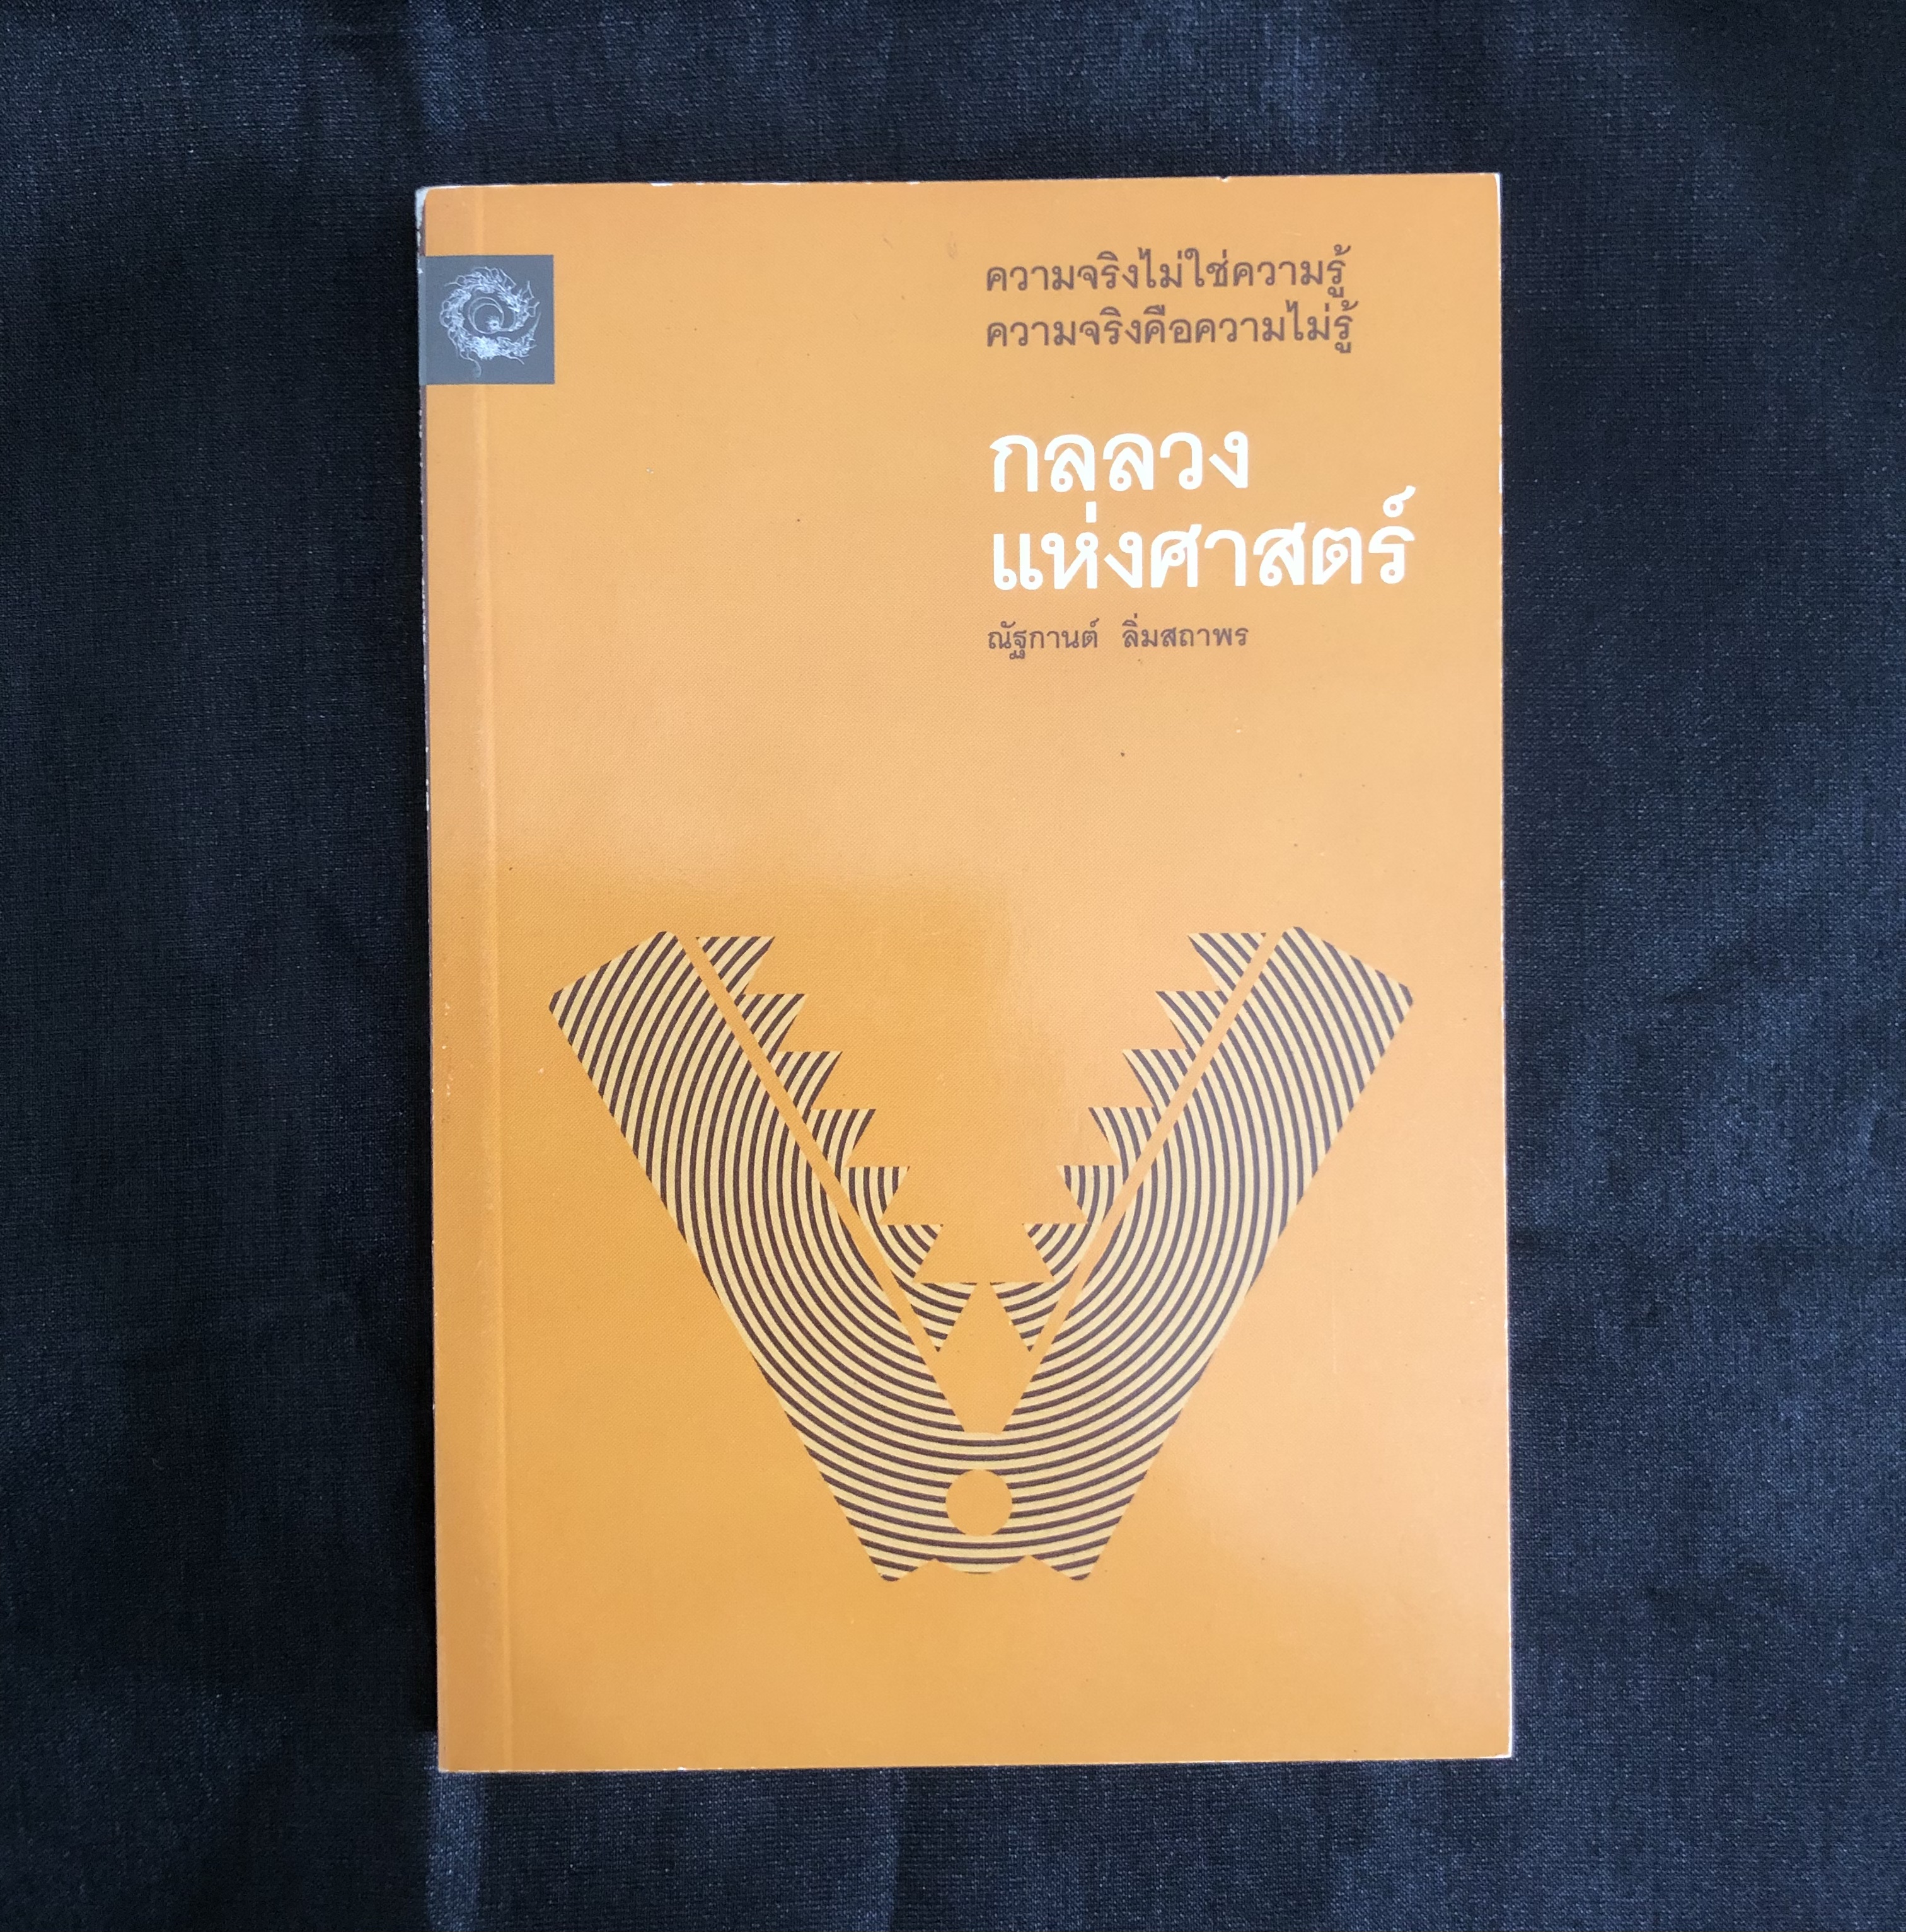 ความจริงไม่ใช่ความรู้
ความจริงคือความไม่รู้
กลลวง
แห่งศาสตร์
ณัฐกานต์ ลิ่มสถาพร